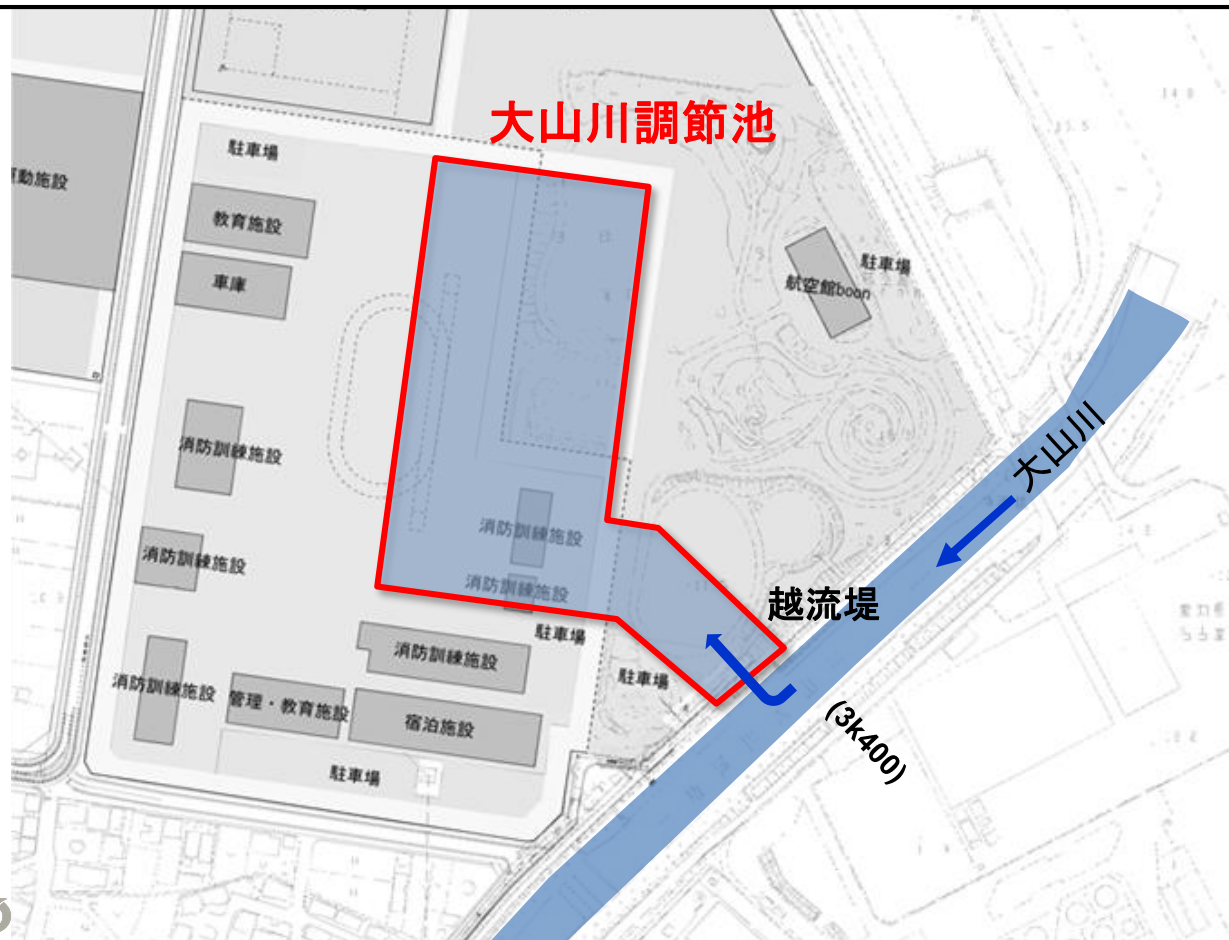 大山川調節池
駐車場
教育施設
車庫
航空館boon
駐車場
消防訓練施設
大山川
消防訓練施設
消防訓練施設
消防訓練施設
越流堤
駐車場
消防訓練施設
駐車場
消防訓練施設
管理・教育施設
宿泊施設
(3k400)
駐車場